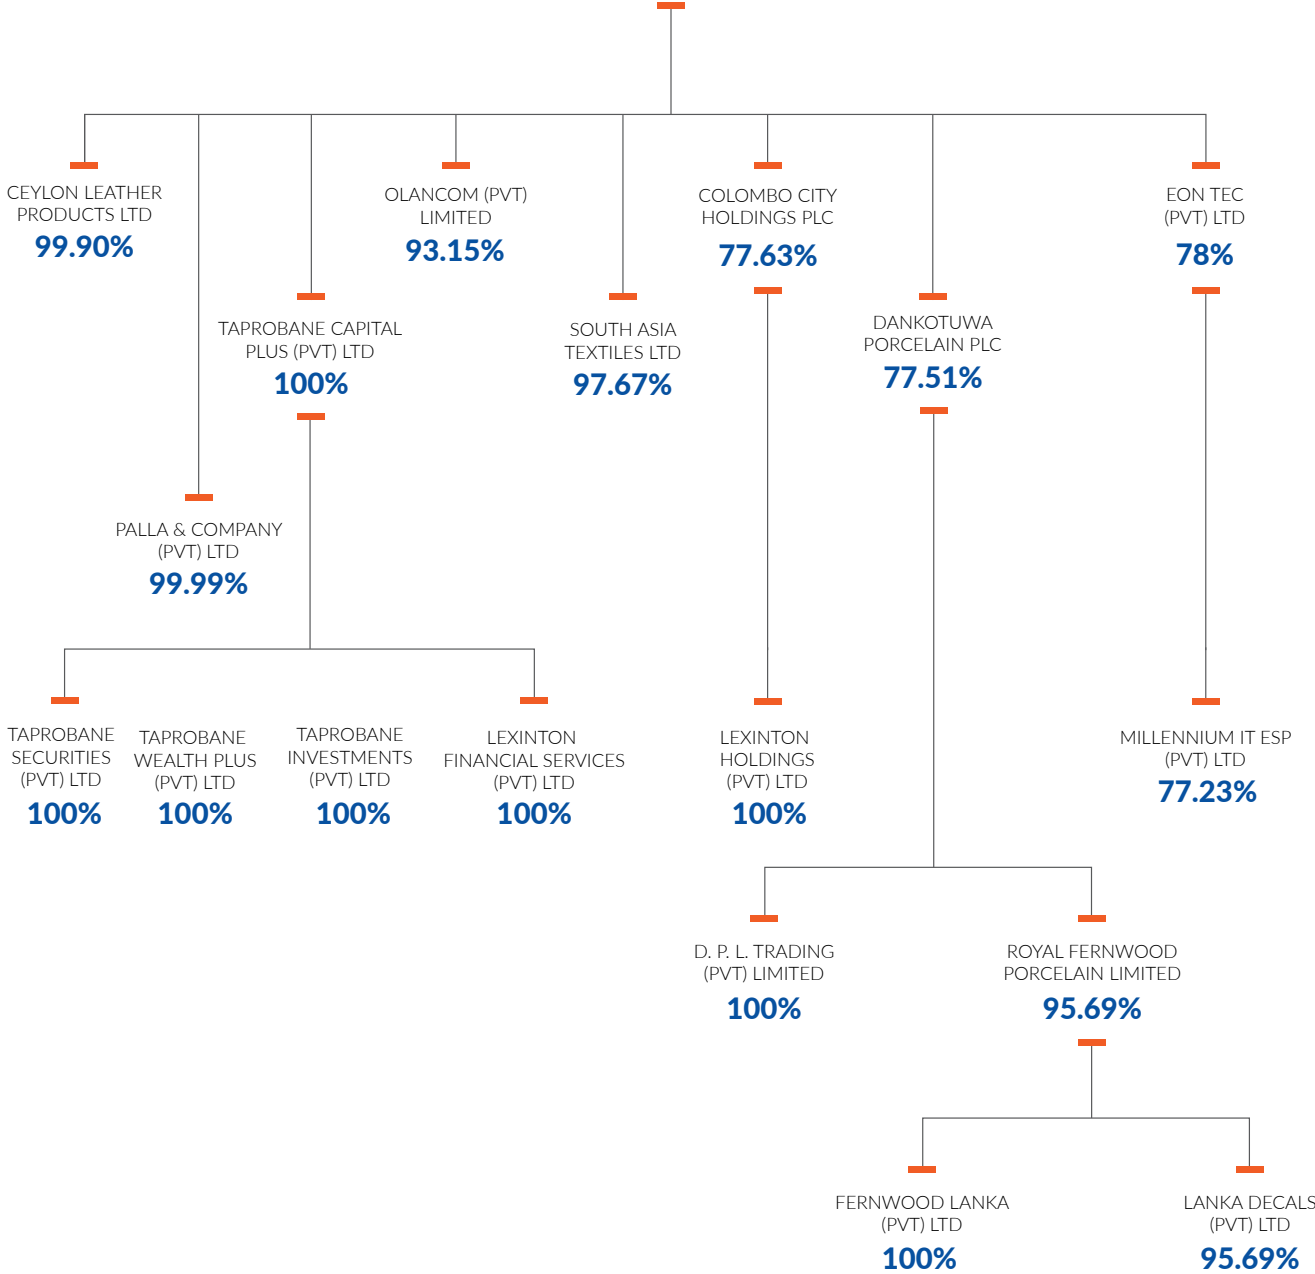 CEYLON LEATHER
PRODUCTS LTD
99.90%
OLANCOM (PVT)
LIMITED
93.15%
COLOMBO CITY
HOLDINGS PLC
77.63%
EON TEC
(PVT) LTD
78%
TAPROBANE CAPITAL
PLUS (PVT) LTD
100%
SOUTH ASIA
TEXTILES LTD
97.67%
DANKOTUWA
PORCELAIN PLC
77.51%
PALLA & COMPANY
(PVT) LTD
99.99%
TAPROBANE
SECURITIES
(PVT) LTD
100%
TAPROBANE
WEALTH PLUS
(PVT) LTD
100%
TAPROBANE
INVESTMENTS
(PVT) LTD
100%
LEXINTON
FINANCIAL SERVICES
(PVT) LTD
100%
LEXINTON
HOLDINGS
(PVT) LTD
100%
MILLENNIUM IT ESP
(PVT) LTD
77.23%
D. P. L. TRADING
(PVT) LIMITED
100%
ROYAL FERNWOOD
PORCELAIN LIMITED
95.69%
FERNWOOD LANKA
(PVT) LTD
100%
LANKA DECALS
(PVT) LTD
95.69%